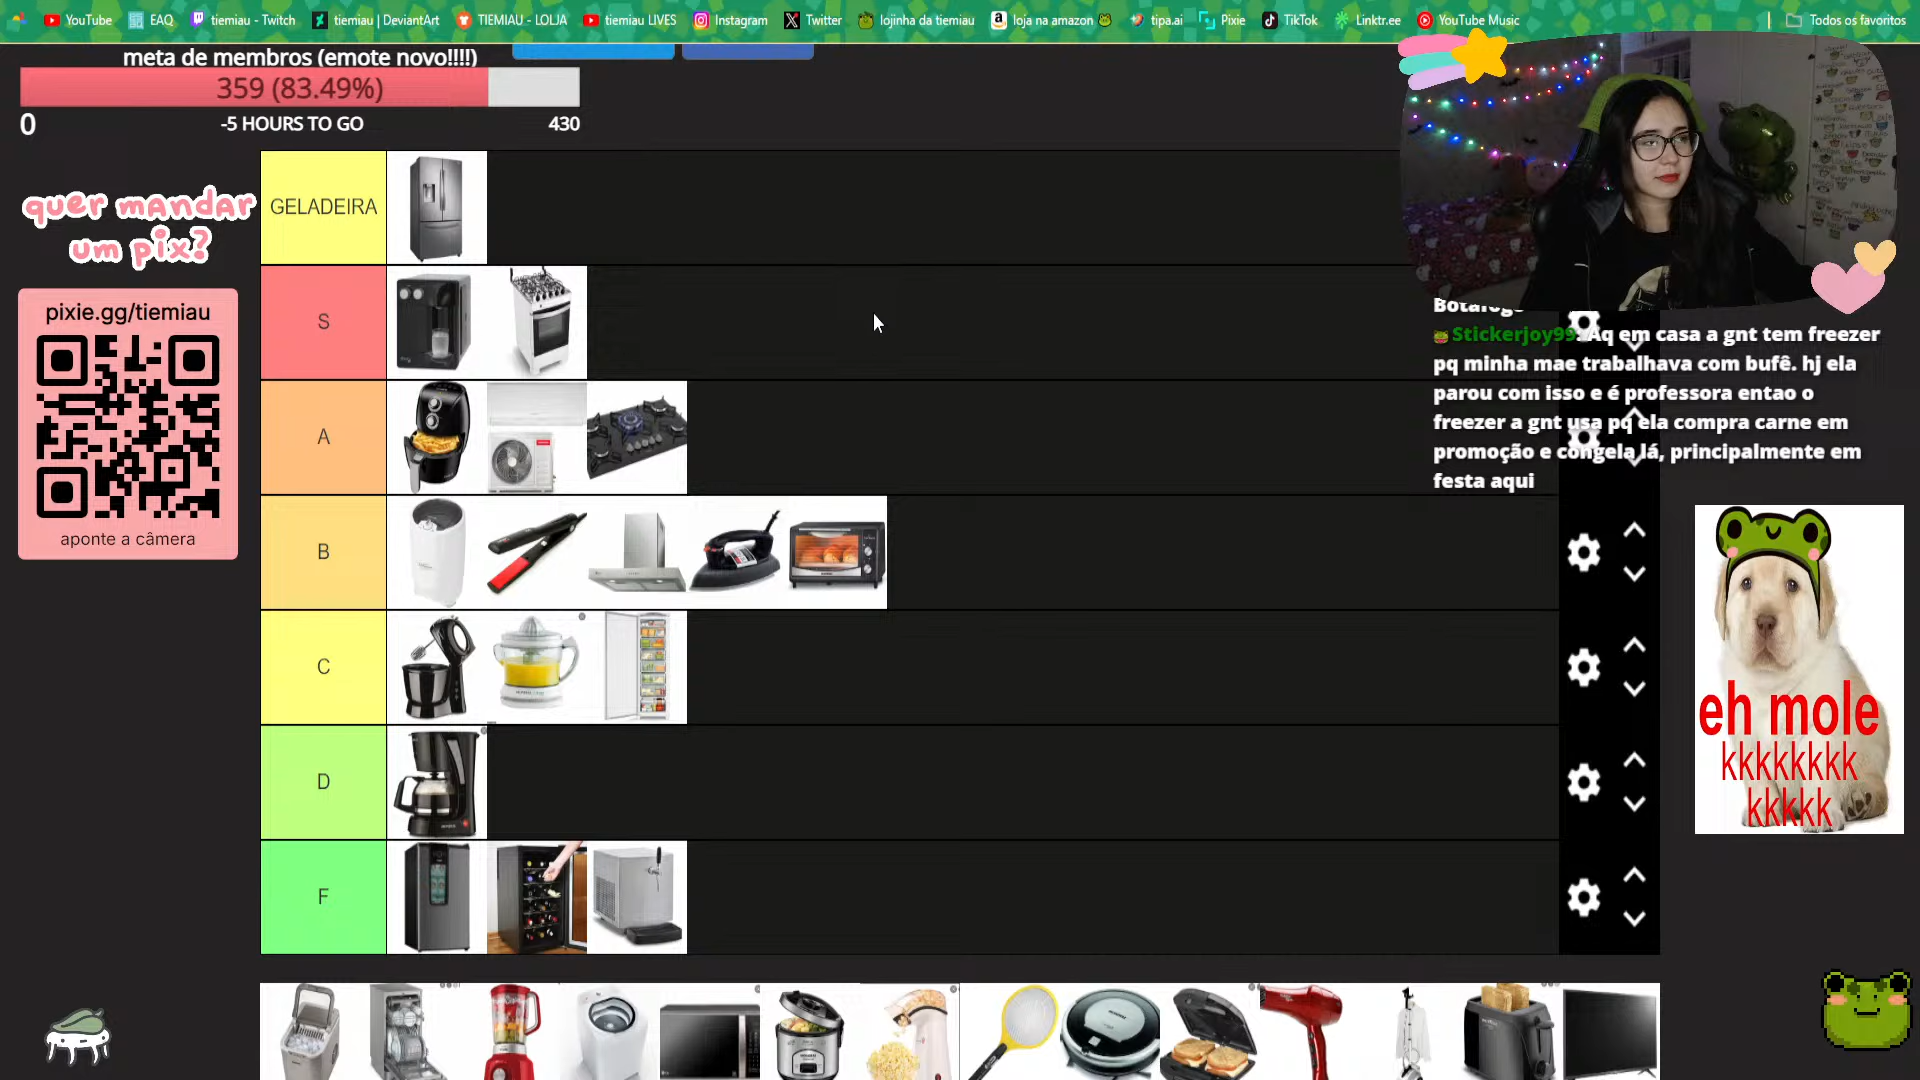 YouTube EAQ tiemiau - Twitch tiemiau | DeviantArt TIEMIAU - LOLJA tiemiau LIVES Instagram Twitter lojinha da tiemiau loja na amazon tipa.ai Pixie TikTok Linktr.ee YouTube Music Todos os favoritos
meta de membros (emote novo!!!!)
359 (83.49%)
0 -5 HOURS TO GO 430
quer mandar
um pix?
pixie.gg/tiemiau
aponte a câmera
GELADEIRA
S
A
B
C
D
F
Botafogo
Stickerjoy99: Aq em casa a gnt tem freezer
pq minha mae trabalhava com bufê. hj ela
parou com isso e é professora entao o
freezer a gnt usa pq ela compra carne em
promoção e congela lá, principalmente em
festa aqui
eh mole
kkkkkkkk
kkkkk